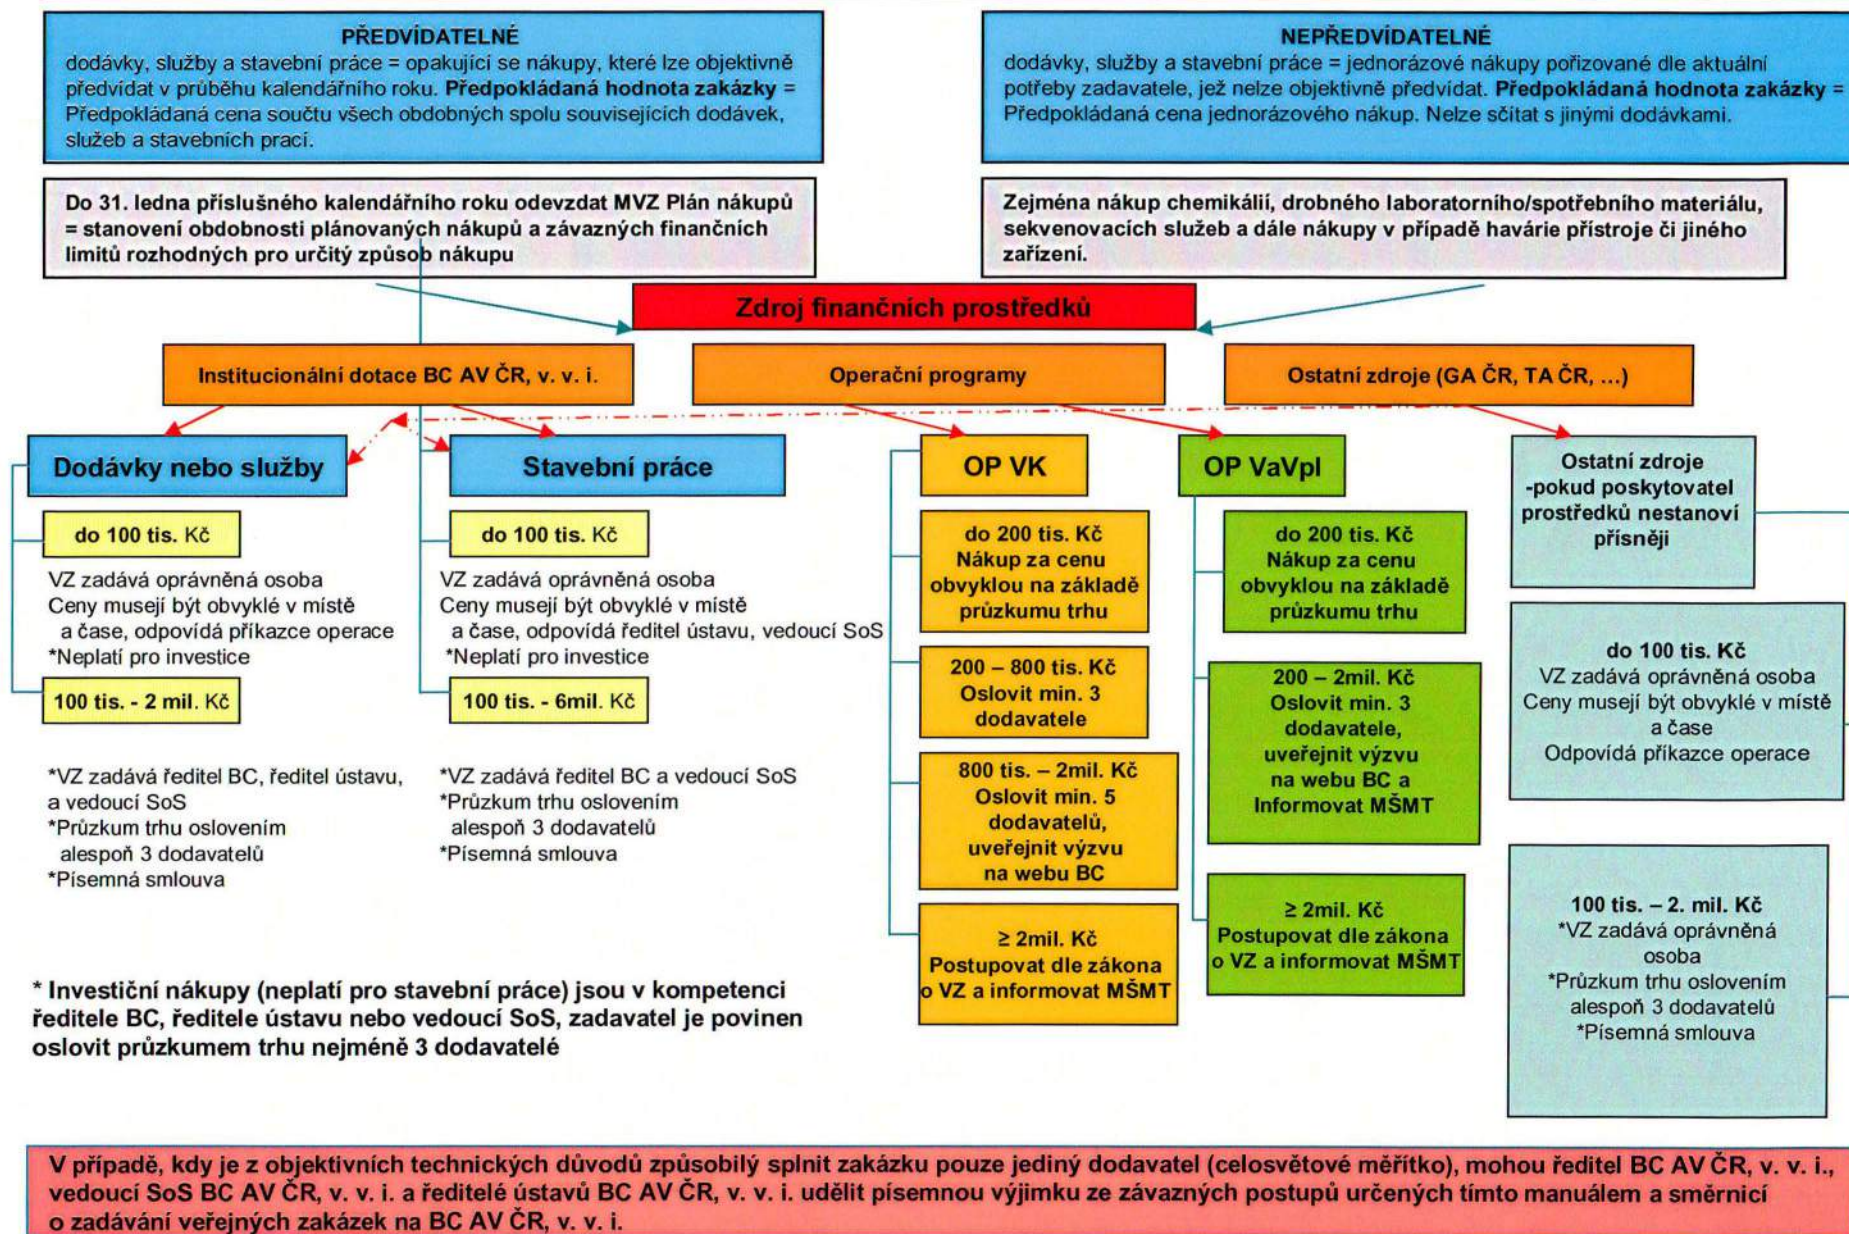 PŘEDVÍDATELNÉ
dodávky, služby a stavební práce = opakující se nákupy, které lze objektivně
předvídat v průběhu kalendářního roku. Předpokládaná hodnota zakázky =
Předpokládaná cena součtu všech obdobných spolu souvisejících dodávek,
služeb a stavebních prací.
NEPŘEDVÍDATELNÉ
dodávky, služby a stavební práce = jednorázové nákupy pořizované dle aktuální
potřeby zadavatele, jež nelze objektivně předvídat. Předpokládaná hodnota zakázky =
Předpokládaná cena jednorázového nákup. Nelze sčítat s jinými dodávkami.
Do 31. ledna příslušného kalendářního roku odevzdat MVZ Plán nákupů
= stanovení obdobnosti plánovaných nákupů a závazných finančních
limitů rozhodných pro určitý způsob nákupu
Zejména nákup chemikálií, drobného laboratorního/spotřebního materiálu,
sekvenovacích služeb a dále nákupy v případě havárie přístroje či jiného
zařízení.
Zdroj finančních prostředků
Institucionální dotace BC AV ČR, v. v. i.
Operační programy
Ostatní zdroje (GA ČR, TA ČR, ...)
Dodávky nebo služby
do 100 tis. Kč
VZ zadává oprávněná osoba
Ceny musejí být obvyklé v místě
a čase, odpovídá příkazce operace
*Neplatí pro investice
100 tis. - 2 mil. Kč
*VZ zadává ředitel BC, ředitel ústavu,
a vedoucí SoS
*Průzkum trhu oslovením
alespoň 3 dodavatelů
*Písemná smlouva
Stavební práce
do 100 tis. Kč
VZ zadává oprávněná osoba
Ceny musejí být obvyklé v místě
a čase, odpovídá ředitel ústavu, vedoucí SoS
*Neplatí pro investice
100 tis. - 6mil. Kč
*VZ zadává ředitel BC a vedoucí SoS
*Průzkum trhu oslovením
alespoň 3 dodavatelů
*Písemná smlouva
OP VK
do 200 tis. Kč
Nákup za cenu
obvyklou na základě
průzkumu trhu
200 – 800 tis. Kč
Oslovit min. 3
dodavatele
800 tis. – 2mil. Kč
Oslovit min. 5
dodavatelů,
uveřejnit výzvu
na webu BC
≥ 2mil. Kč
Postupovat dle zákona
o VZ a informovat MŠMT
OP VaVpI
do 200 tis. Kč
Nákup za cenu
obvyklou na základě
průzkumu trhu
200 – 2mil. Kč
Oslovit min. 3
dodavatele,
uveřejnit výzvu
na webu BC a
Informovat MŠMT
≥ 2mil. Kč
Postupovat dle zákona
o VZ a informovat MŠMT
Ostatní zdroje
-pokud poskytovatel
prostředků nestanoví
přísněji
do 100 tis. Kč
VZ zadává oprávněná osoba
Ceny musejí být obvyklé v místě
a čase
Odpovídá příkazce operace
100 tis. – 2. mil. Kč
*VZ zadává oprávněná
osoba
*Průzkum trhu oslovením
alespoň 3 dodavatelů
*Písemná smlouva
* Investiční nákupy (neplatí pro stavební práce) jsou v kompetenci
ředitele BC, ředitele ústavu nebo vedoucí SoS, zadavatel je povinen
oslovit průzkumem trhu nejméně 3 dodavatelé
V případě, kdy je z objektivních technických důvodů způsobilý splnit zakázku pouze jediný dodavatel (celosvětové měřítko), mohou ředitel BC AV ČR, v. v. i.,
vedoucí SoS BC AV ČR, v. v. i. a ředitelé ústavů BC AV ČR, v. v. i. udělit písemnou výjimku ze závazných postupů určených tímto manuálem a směrnicí
o zadávání veřejných zakázek na BC AV ČR, v. v. i.